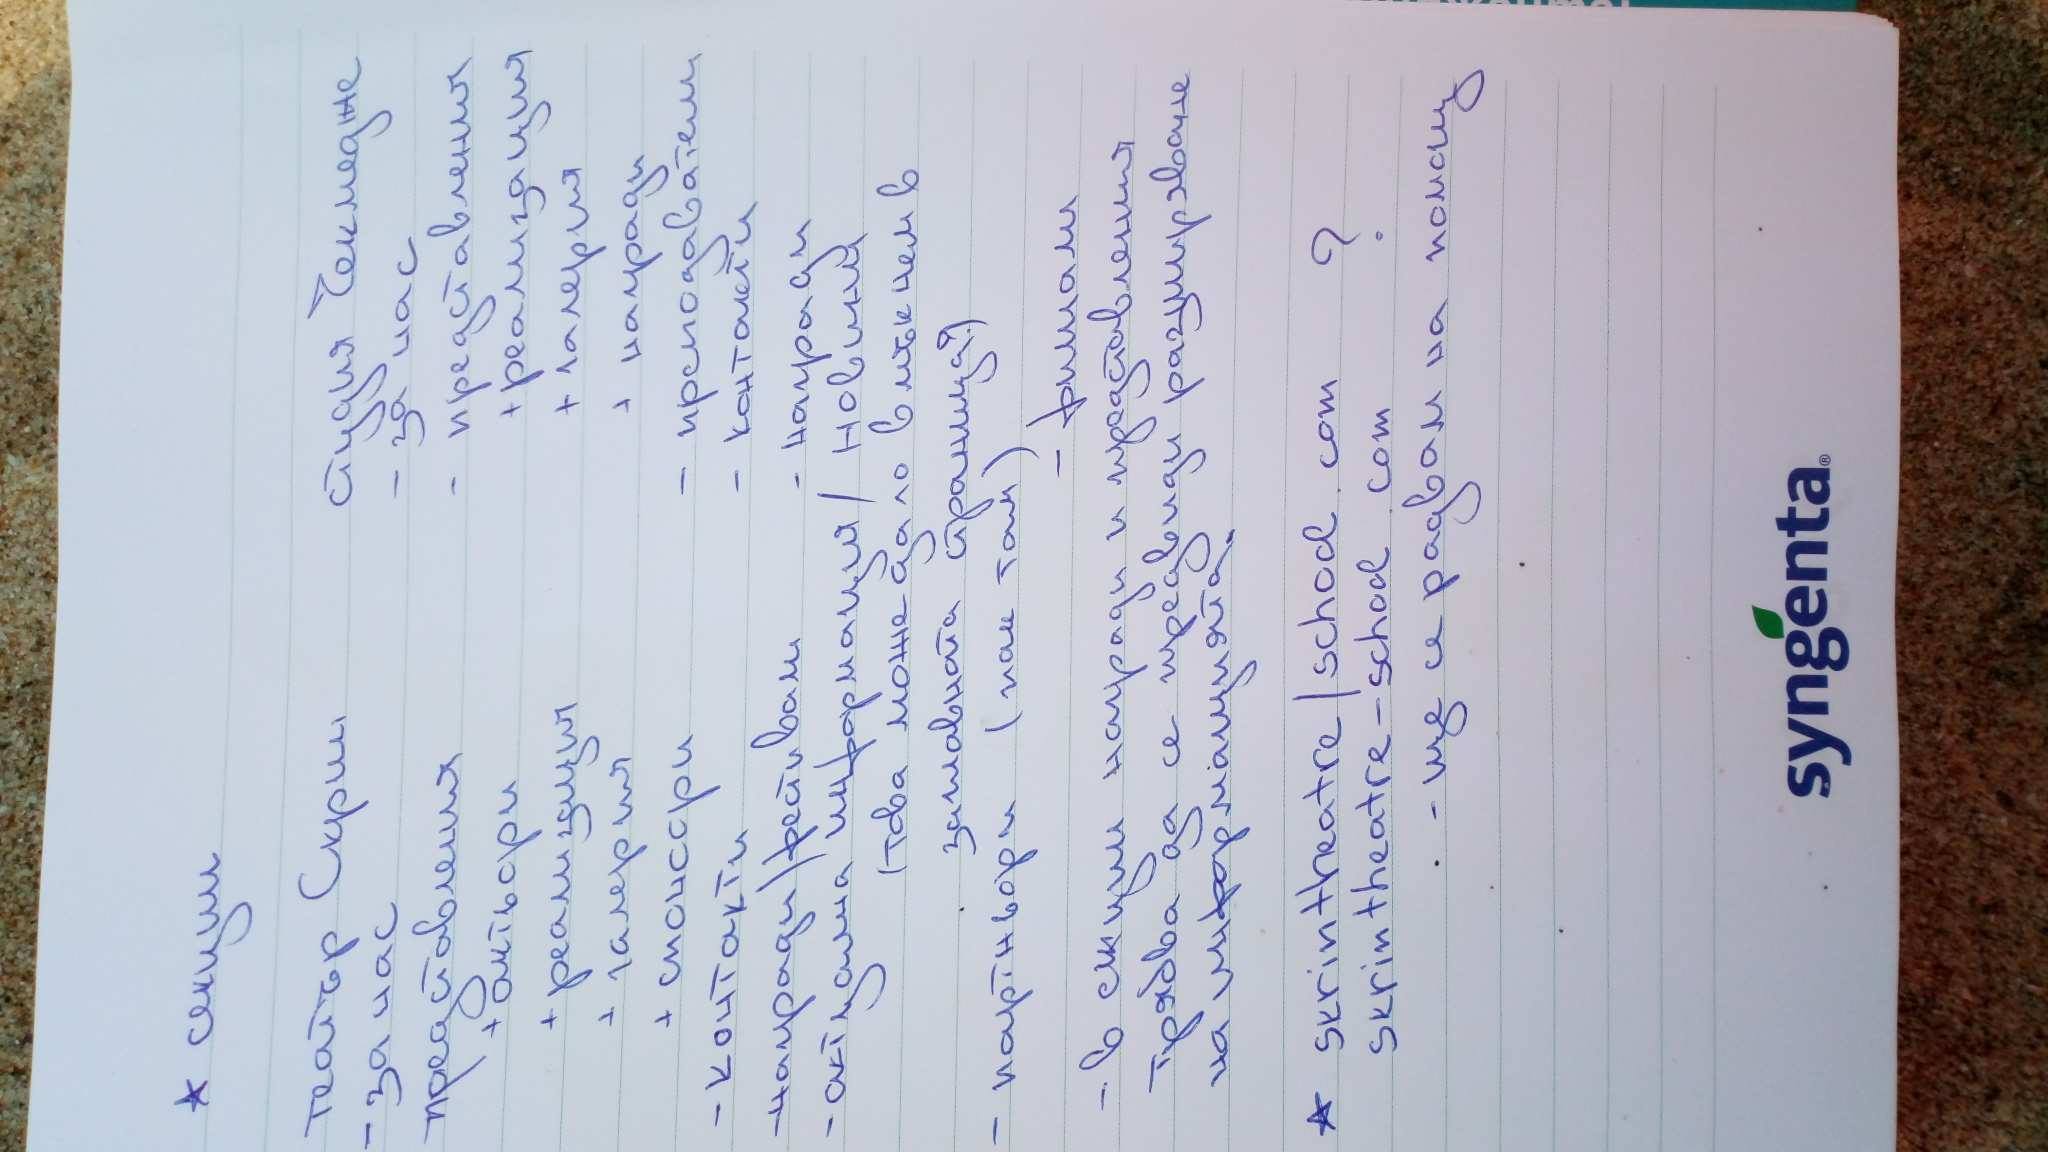 ★ секции
театър Скрин
- за нас
- представления
+ актьори
+ реализация
+ галерия
+ спонсори
- контакти
- награди/фестивали
студия Чекмедже
- за нас
- представления
+ реализация
+ галерия
+ награди
- преподаватели
- контакти
- награди
- актуална информация / Новини
(това може да го вмъкнем в
заглавната страница?)
- партньори (пак там)
- филиали
- в секции награди и представления
трябва да се предвиди разширяване
на информацията.
★ skrintheatre/school.com ?
skrintheatre-school.com
- ще се радвам на помощ
syngenta®